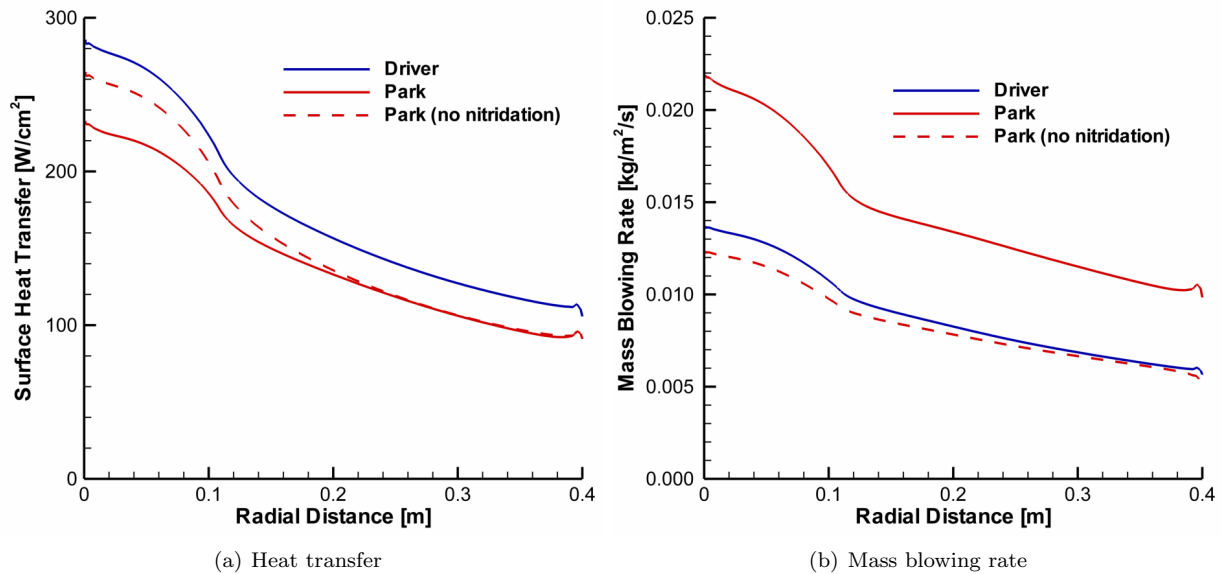 300
200
100
0
Surface Heat Transfer [W/cm²]
Driver
Park
Park (no nitridation)
0 0.1 0.2 0.3 0.4
Radial Distance [m]
(a) Heat transfer
0.025
0.020
0.015
0.010
0.005
0.000
Mass Blowing Rate [kg/m²/s]
Driver
Park
Park (no nitridation)
0 0.1 0.2 0.3 0.4
Radial Distance [m]
(b) Mass blowing rate